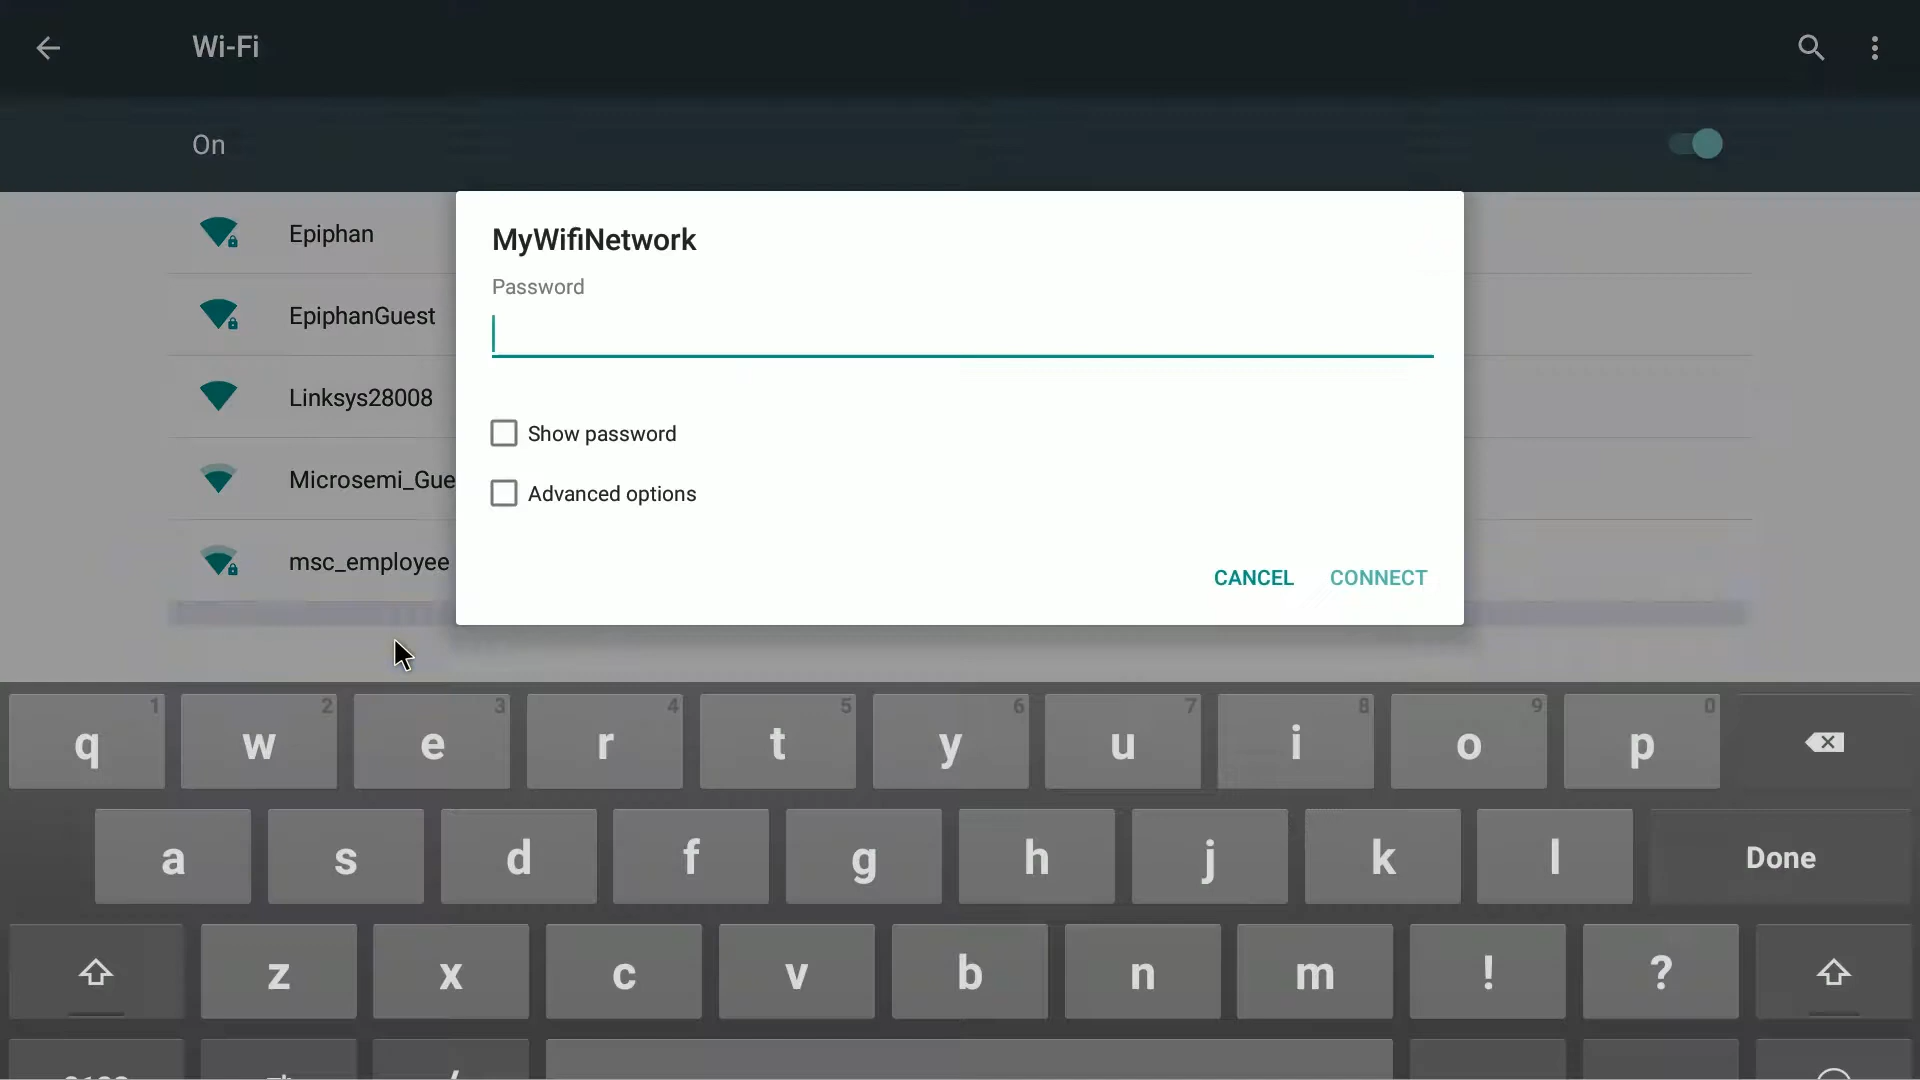 Wi-Fi
On
Epiphan
EpiphanGuest
Linksys28008
Microsemi_Gue
msc_employee
MyWifiNetwork
Password
Show password
Advanced options
CANCEL CONNECT
1 2 3 4 5 6 7 8 9 0
q w e r t y u i o p
a s d f g h j k l Done
z x c v b n m ! ?
/